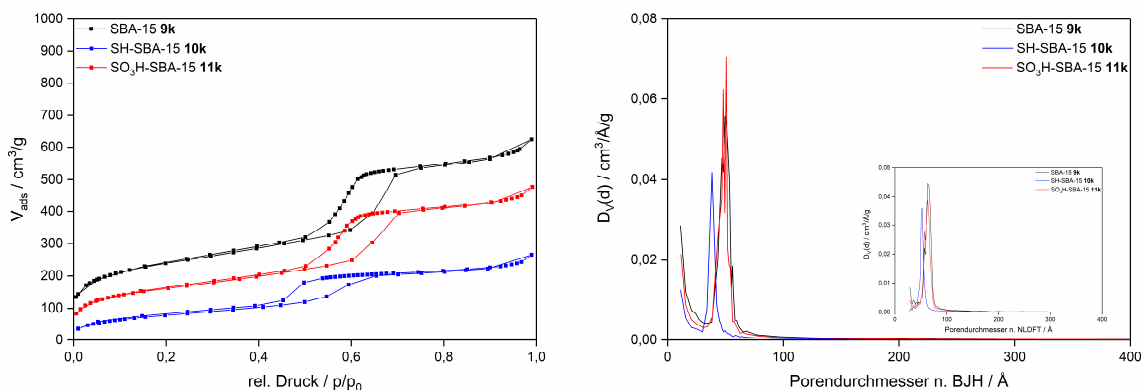 SBA-15 9k
SH-SBA-15 10k
SO₃H-SBA-15 11k
1000
900
800
700
600
500
400
300
200
100
0
V_ads / cm³/g
0,0 0,2 0,4 0,6 0,8 1,0
rel. Druck / p/p₀
SBA-15 9k
SH-SBA-15 10k
SO₃H-SBA-15 11k
0,08
0,06
0,04
0,02
0,00
D_V(d) / cm³/Å/g
0 100 200 300 400
Porendurchmesser n. BJH / Å
SBA-15 9k
SH-SBA-15 10k
SO₃H-SBA-15 11k
0,05
0,04
0,03
0,02
0,01
0,00
D_V(d) / cm³/Å/g
0 100 200 300 400
Porendurchmesser n. NLDFT / Å